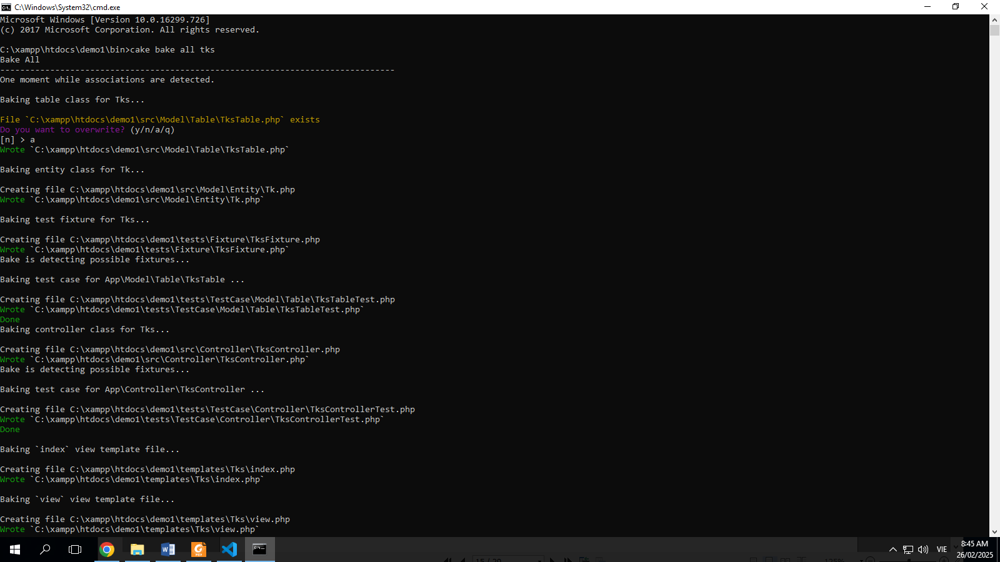 C:\Windows\System32\cmd.exe
Microsoft Windows [Version 10.0.16299.726]
(c) 2017 Microsoft Corporation. All rights reserved.
C:\xampp\htdocs\demo1\bin>cake bake all tks
Bake All
-------------------------------------------------------------------------------
One moment while associations are detected.
Baking table class for Tks...
File `C:\xampp\htdocs\demo1\src\Model\Table\TksTable.php` exists
Do you want to overwrite? (y/n/a/q)
[n] > a
Wrote `C:\xampp\htdocs\demo1\src\Model\Table\TksTable.php`
Baking entity class for Tk...
Creating file C:\xampp\htdocs\demo1\src\Model\Entity\Tk.php
Wrote `C:\xampp\htdocs\demo1\src\Model\Entity\Tk.php`
Baking test fixture for Tks...
Creating file C:\xampp\htdocs\demo1\tests\Fixture\TksFixture.php
Wrote `C:\xampp\htdocs\demo1\tests\Fixture\TksFixture.php`
Bake is detecting possible fixtures...
Baking test case for App\Model\Table\TksTable ...
Creating file C:\xampp\htdocs\demo1\tests\TestCase\Model\Table\TksTableTest.php
Wrote `C:\xampp\htdocs\demo1\tests\TestCase\Model\Table\TksTableTest.php`
Done
Baking controller class for Tks...
Creating file C:\xampp\htdocs\demo1\src\Controller\TksController.php
Wrote `C:\xampp\htdocs\demo1\src\Controller\TksController.php`
Bake is detecting possible fixtures...
Baking test case for App\Controller\TksController ...
Creating file C:\xampp\htdocs\demo1\tests\TestCase\Controller\TksControllerTest.php
Wrote `C:\xampp\htdocs\demo1\tests\TestCase\Controller\TksControllerTest.php`
Done
Baking `index` view template file...
Creating file C:\xampp\htdocs\demo1\templates\Tks\index.php
Wrote `C:\xampp\htdocs\demo1\templates\Tks\index.php`
Baking `view` view template file...
Creating file C:\xampp\htdocs\demo1\templates\Tks\view.php
Wrote `C:\xampp\htdocs\demo1\templates\Tks\view.php`
VIE
8:45 AM
26/02/2025